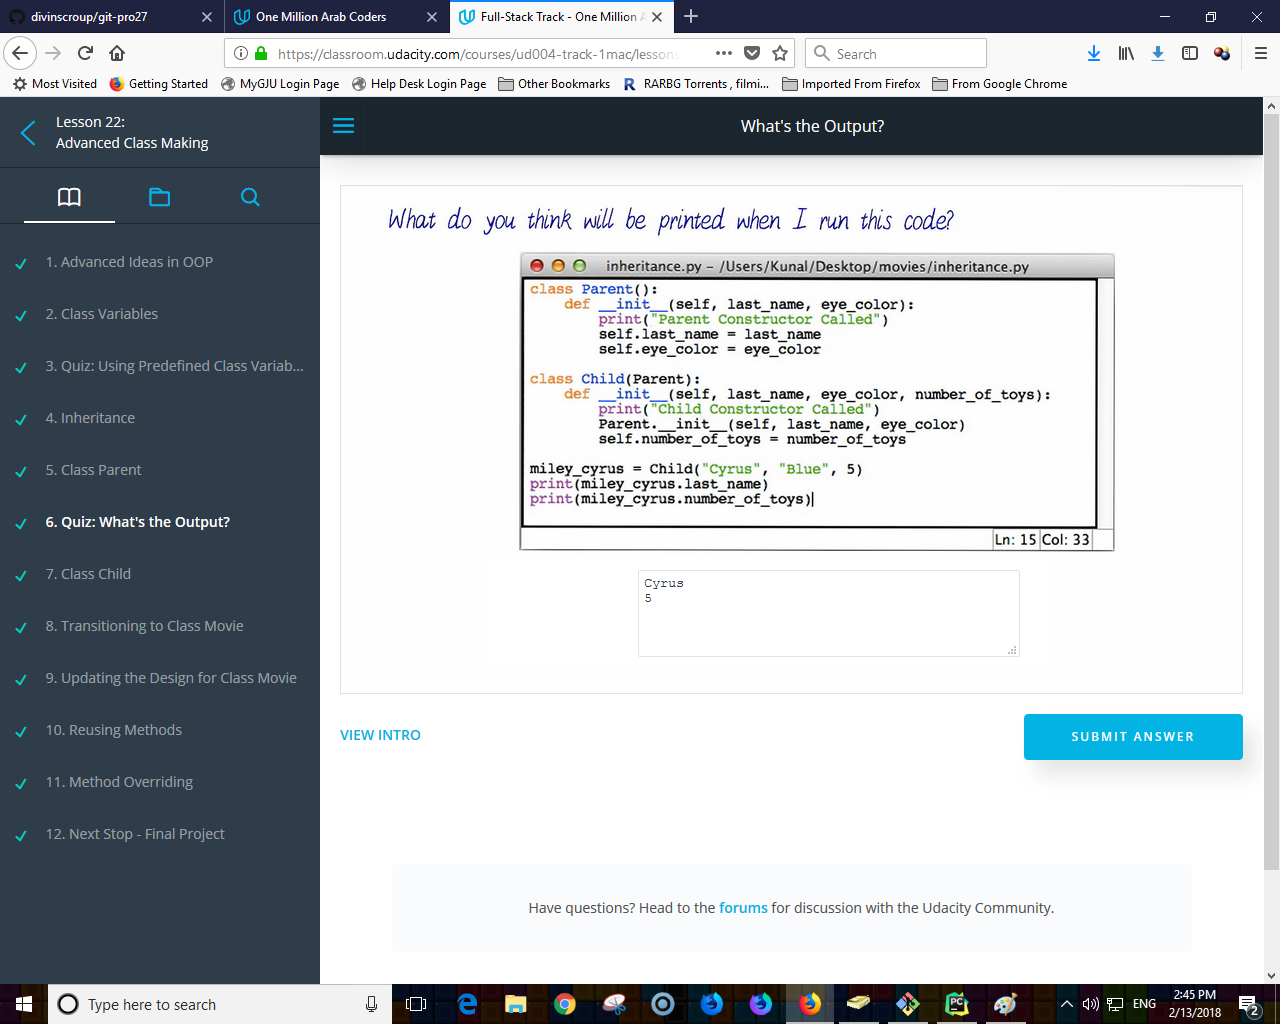 divinscroup/git-pro27
One Million Arab Coders
Full-Stack Track - One Million A
https://classroom.udacity.com/courses/ud004-track-1mac/lesson
Search
Most Visited Getting Started MyGJU Login Page Help Desk Login Page Other Bookmarks RARBG Torrents , filmi... Imported From Firefox From Google Chrome
Lesson 22:
Advanced Class Making
1. Advanced Ideas in OOP
2. Class Variables
3. Quiz: Using Predefined Class Variab...
4. Inheritance
5. Class Parent
6. Quiz: What's the Output?
7. Class Child
8. Transitioning to Class Movie
9. Updating the Design for Class Movie
10. Reusing Methods
11. Method Overriding
12. Next Stop - Final Project
What's the Output?
What do you think will be printed when I run this code?
inheritance.py – /Users/Kunal/Desktop/movies/inheritance.py
class Parent():
    def __init__(self, last_name, eye_color):
        print("Parent Constructor Called")
        self.last_name = last_name
        self.eye_color = eye_color
class Child(Parent):
    def __init__(self, last_name, eye_color, number_of_toys):
        print("Child Constructor Called")
        Parent.__init__(self, last_name, eye_color)
        self.number_of_toys = number_of_toys
miley_cyrus = Child("Cyrus", "Blue", 5)
print(miley_cyrus.last_name)
print(miley_cyrus.number_of_toys)
Ln: 15 Col: 33
Cyrus
5
VIEW INTRO
SUBMIT ANSWER
Have questions? Head to the forums for discussion with the Udacity Community.
Type here to search
ENG
2:45 PM
2/13/2018
2